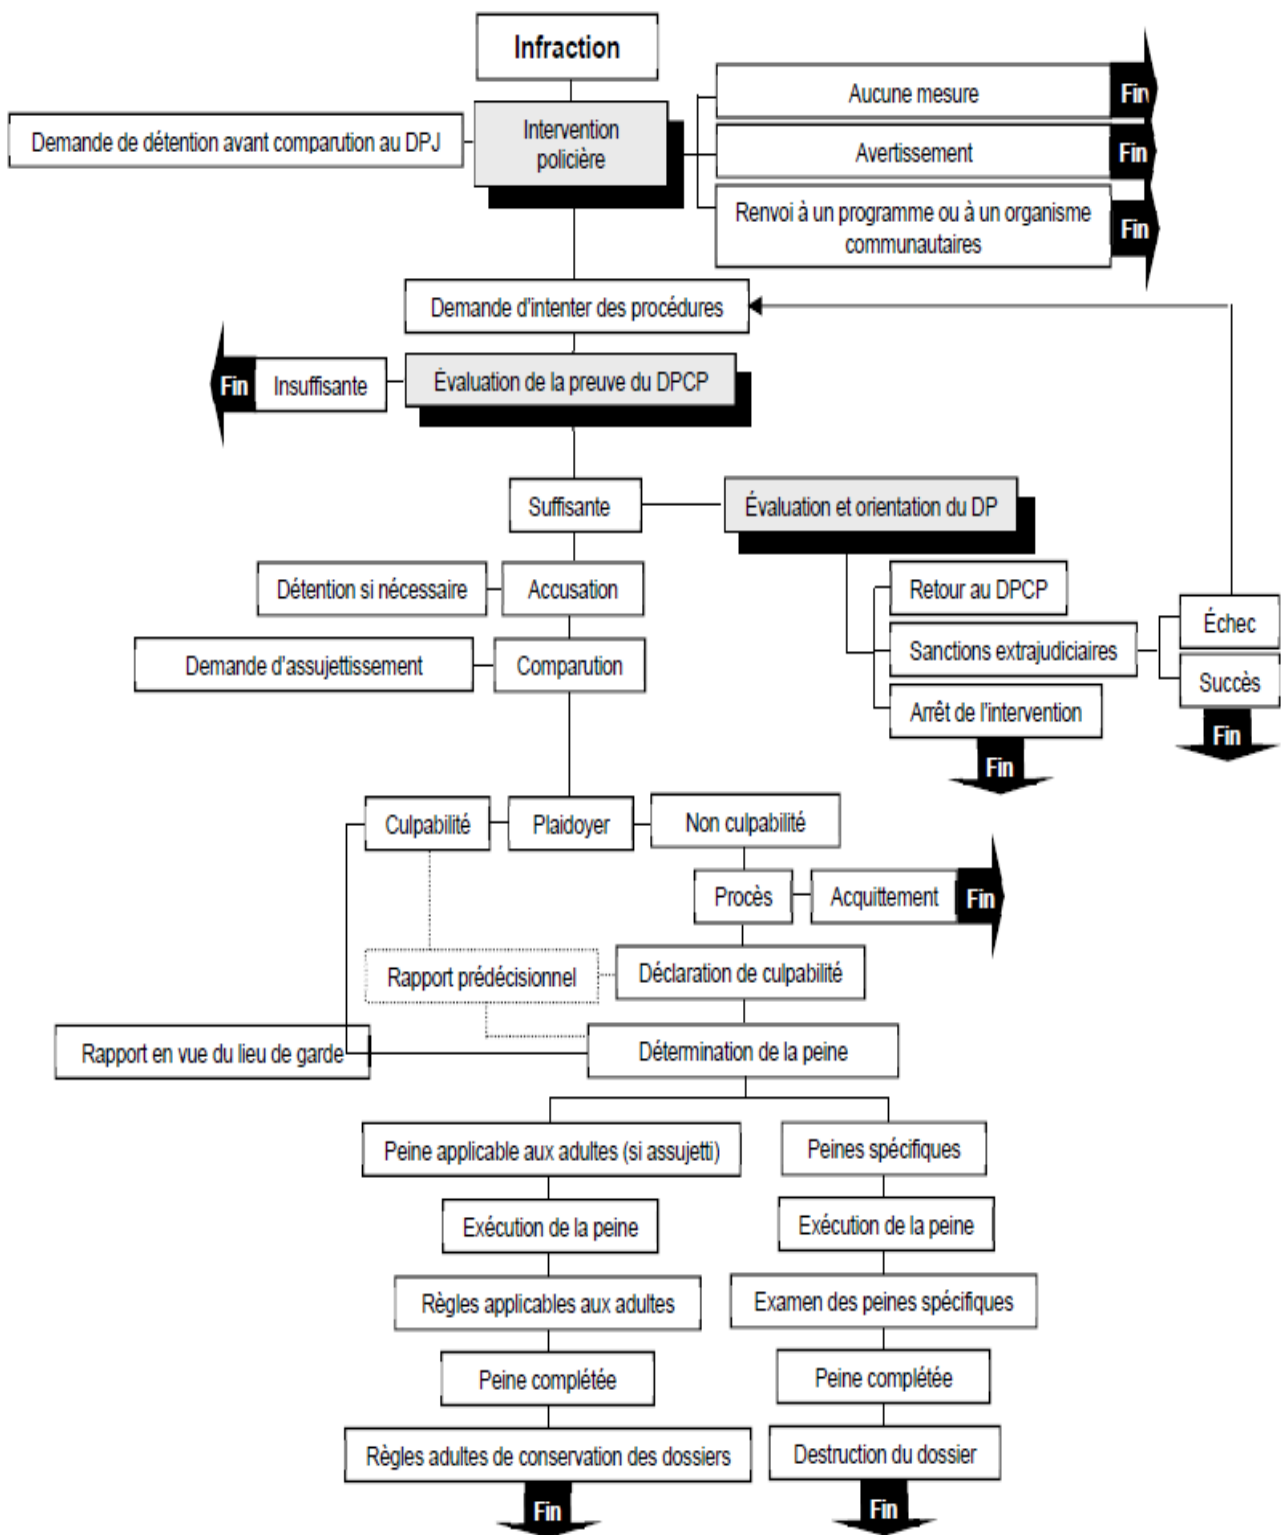 Infraction
Aucune mesure
Fin
Demande de détention avant comparution au DPJ
Intervention
policière
Avertissement
Fin
Renvoi à un programme ou à un organisme
communautaires
Fin
Demande d'intenter des procédures
Fin
Insuffisante
Évaluation de la preuve du DPCP
Suffisante
Évaluation et orientation du DP
Détention si nécessaire
Accusation
Retour au DPCP
Échec
Demande d'assujettissement
Comparution
Sanctions extrajudiciaires
Succès
Arrêt de l'intervention
Fin
Fin
Culpabilité
Plaidoyer
Non culpabilité
Procès
Acquittement
Fin
Rapport prédécisionnel
Déclaration de culpabilité
Rapport en vue du lieu de garde
Détermination de la peine
Peine applicable aux adultes (si assujetti)
Peines spécifiques
Exécution de la peine
Exécution de la peine
Règles applicables aux adultes
Examen des peines spécifiques
Peine complétée
Peine complétée
Règles adultes de conservation des dossiers
Destruction du dossier
Fin
Fin